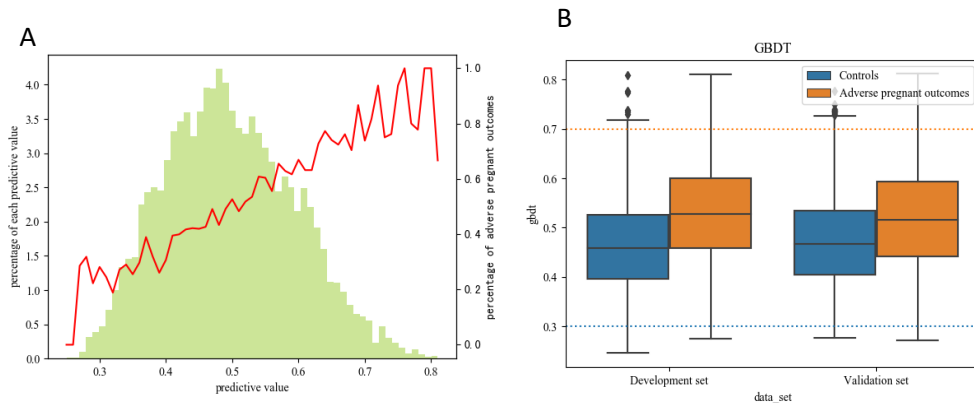 A
percentage of each predictive value
4.0
3.5
3.0
2.5
2.0
1.5
1.0
0.5
0.0
0.3
0.4
0.5
0.6
0.7
0.8
predictive value
1.0
0.8
0.6
0.4
0.2
0.0
percentage of adverse pregnant outcomes
B
GBDT
Controls
Adverse pregnant outcomes
gbdt
0.8
0.7
0.6
0.5
0.4
0.3
Development set
Validation set
data_set